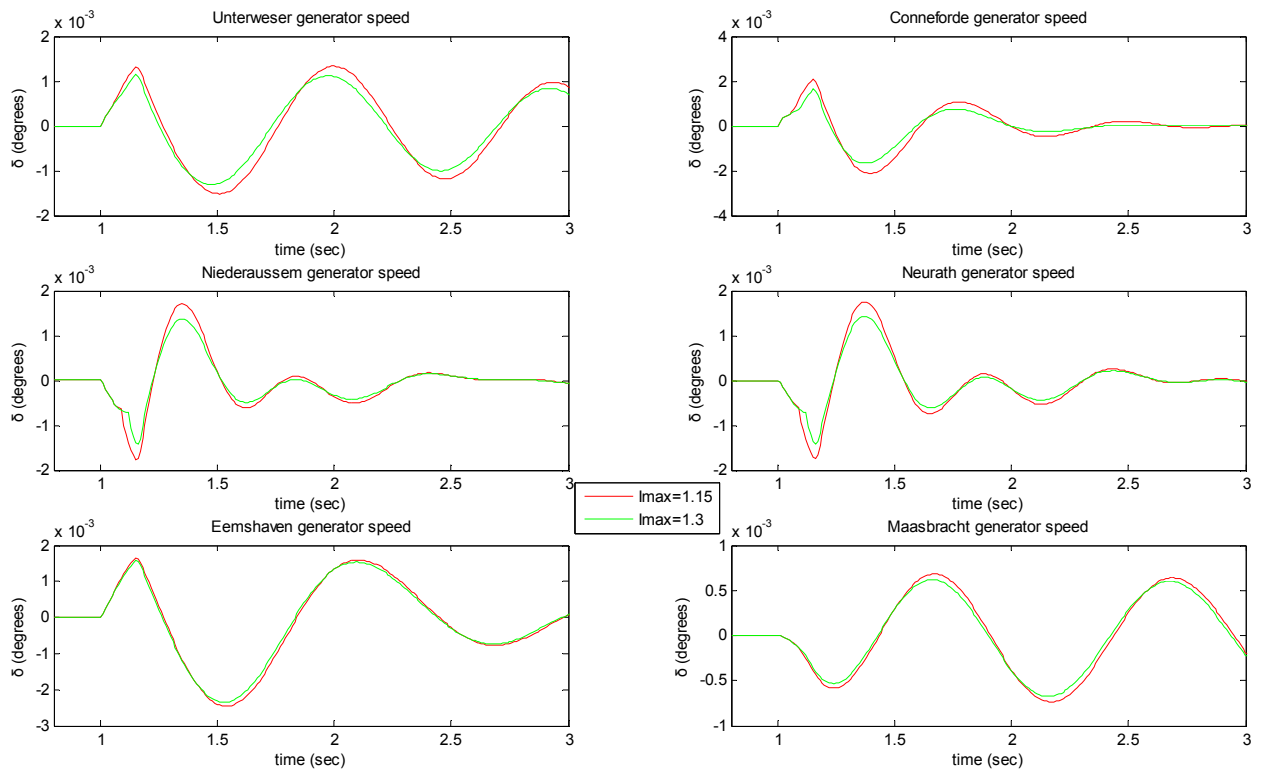 Unterweser generator speed
x 10^-3
δ (degrees)
2
1
0
-1
-2
1
1.5
2
2.5
3
time (sec)
Conneforde generator speed
x 10^-3
δ (degrees)
4
2
0
-2
-4
1
1.5
2
2.5
3
time (sec)
Niederaussem generator speed
x 10^-3
δ (degrees)
2
1
0
-1
-2
1
1.5
2
2.5
3
time (sec)
Neurath generator speed
x 10^-3
δ (degrees)
2
1
0
-1
-2
1
1.5
2
2.5
3
time (sec)
Imax=1.15
Imax=1.3
Eemshaven generator speed
x 10^-3
δ (degrees)
2
1
0
-1
-2
-3
1
1.5
2
2.5
3
time (sec)
Maasbracht generator speed
x 10^-3
δ (degrees)
1
0.5
0
-0.5
-1
1
1.5
2
2.5
3
time (sec)